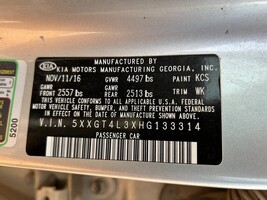 MANUFACTURED BY
KIA KIA MOTORS MANUFACTURING GEORGIA, INC.
NOV/11/16 GVWR 4497 lbs PAINT KCS
GAWR FRONT 2557 lbs GAWR REAR 2513 lbs TRIM WK
THIS VEHICLE CONFORMS TO ALL APPLICABLE U.S. FEDERAL
MOTOR VEHICLE SAFETY, BUMPER, AND THEFT PREVENTION STANDARDS
IN EFFECT ON THE DATE OF MANUFACTURE SHOWN ABOVE.
V.I.N. 5XXGT4L3XHG133314
PASSENGER CAR
5200